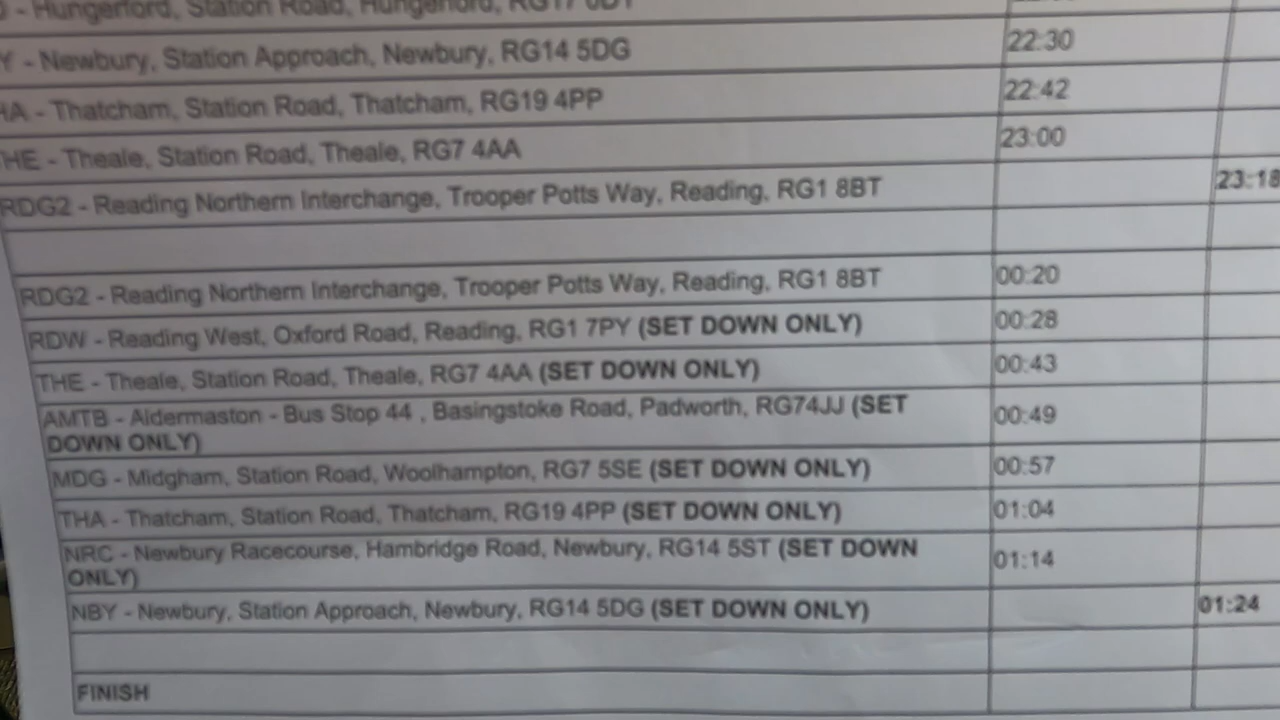 - Hungerford, Station Road, Hungerford, RG17 0DY
Y - Newbury, Station Approach, Newbury, RG14 5DG 22:30
HA - Thatcham, Station Road, Thatcham, RG19 4PP 22:42
HE - Theale, Station Road, Theale, RG7 4AA 23:00
RDG2 - Reading Northern Interchange, Trooper Potts Way, Reading, RG1 8BT 23:18
RDG2 - Reading Northern Interchange, Trooper Potts Way, Reading, RG1 8BT 00:20
RDW - Reading West, Oxford Road, Reading, RG1 7PY (SET DOWN ONLY) 00:28
THE - Theale, Station Road, Theale, RG7 4AA (SET DOWN ONLY) 00:43
AMTB - Aldermaston - Bus Stop 44 , Basingstoke Road, Padworth, RG74JJ (SET 00:49
DOWN ONLY)
MDG - Midgham, Station Road, Woolhampton, RG7 5SE (SET DOWN ONLY) 00:57
THA - Thatcham, Station Road, Thatcham, RG19 4PP (SET DOWN ONLY) 01:04
NRC - Newbury Racecourse, Hambridge Road, Newbury, RG14 5ST (SET DOWN 01:14
ONLY)
NBY - Newbury, Station Approach, Newbury, RG14 5DG (SET DOWN ONLY) 01:24
FINISH